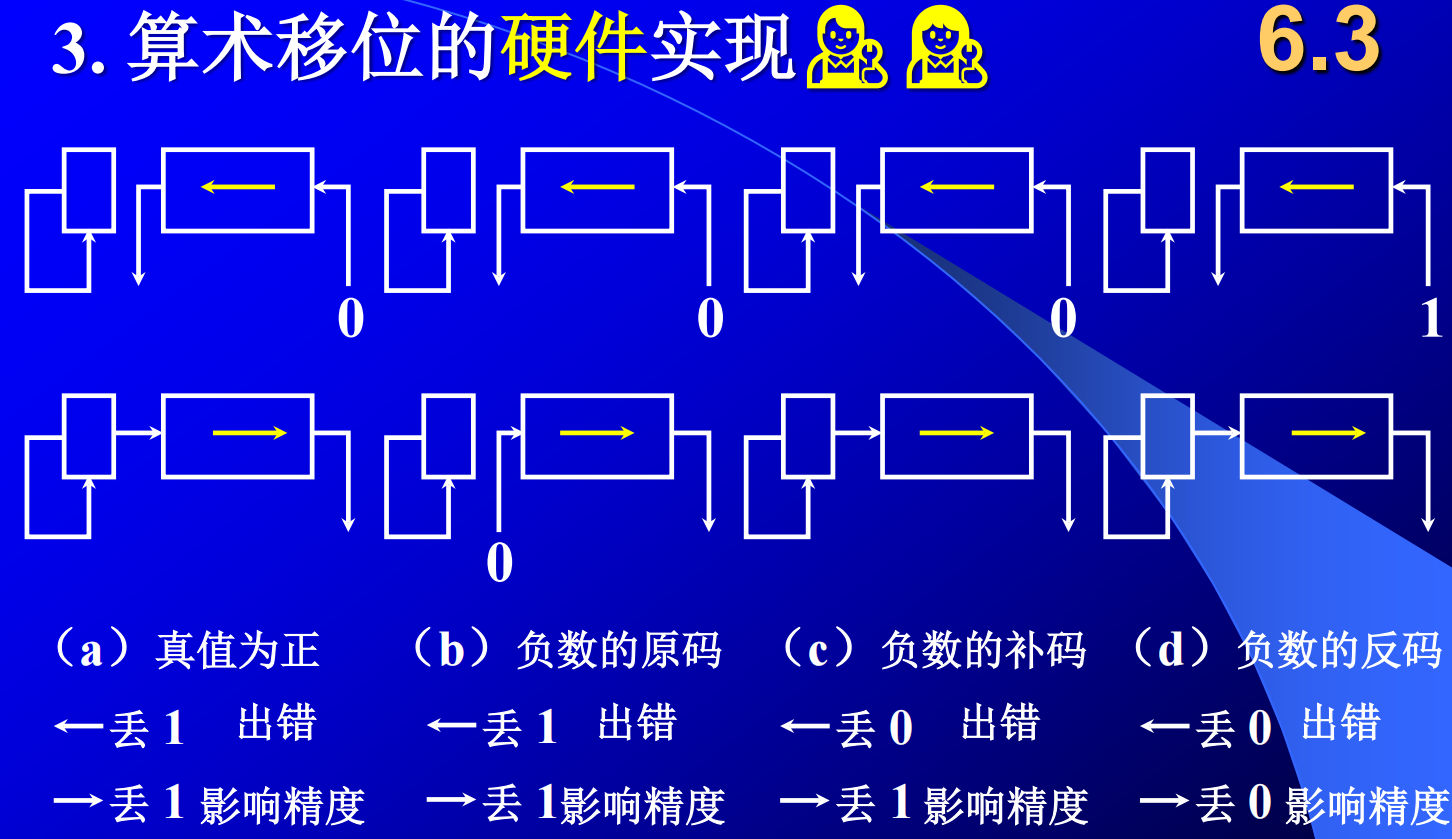 3. 算术移位的硬件实现 6.3
0 0 0 1
0
（a）真值为正 （b）负数的原码 （c）负数的补码 （d）负数的反码
←丢 1 出错 ←丢 1 出错 ←丢 0 出错 ←丢 0 出错
→丢 1 影响精度 →丢 1影响精度 →丢 1 影响精度 →丢 0 影响精度